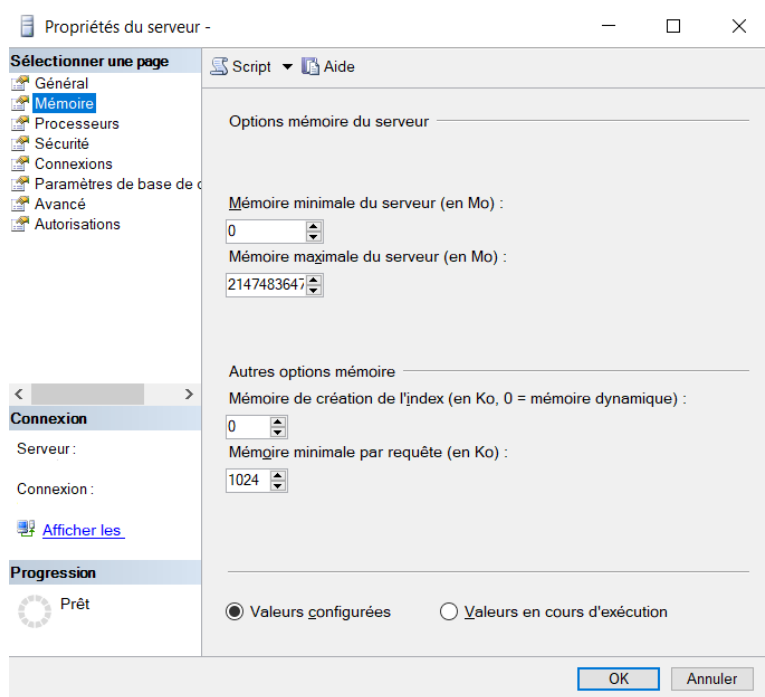 Propriétés du serveur -
Sélectionner une page
Général
Mémoire
Processeurs
Sécurité
Connexions
Paramètres de base de
Avancé
Autorisations
Connexion
Serveur :
Connexion :
Afficher les
Progression
Prêt
Script
Aide
Options mémoire du serveur
Mémoire minimale du serveur (en Mo) :
0
Mémoire maximale du serveur (en Mo) :
2147483647
Autres options mémoire
Mémoire de création de l'index (en Ko, 0 = mémoire dynamique) :
0
Mémoire minimale par requête (en Ko) :
1024
Valeurs configurées
Valeurs en cours d'exécution
OK
Annuler